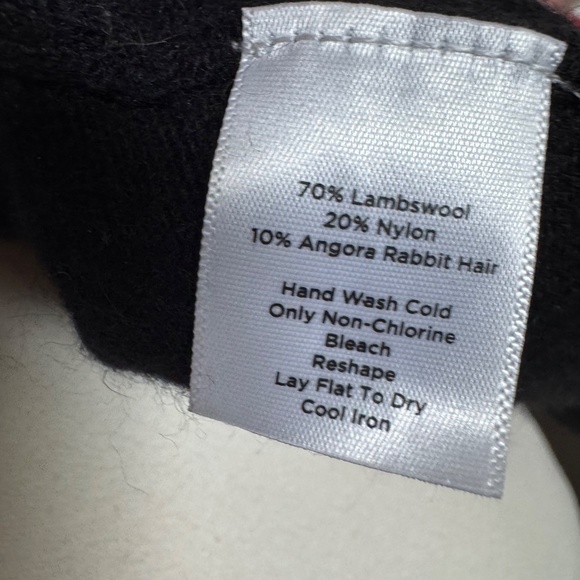 70% Lambswool
20% Nylon
10% Angora Rabbit Hair
Hand Wash Cold
Only Non-Chlorine
Bleach
Reshape
Lay Flat To Dry
Cool Iron